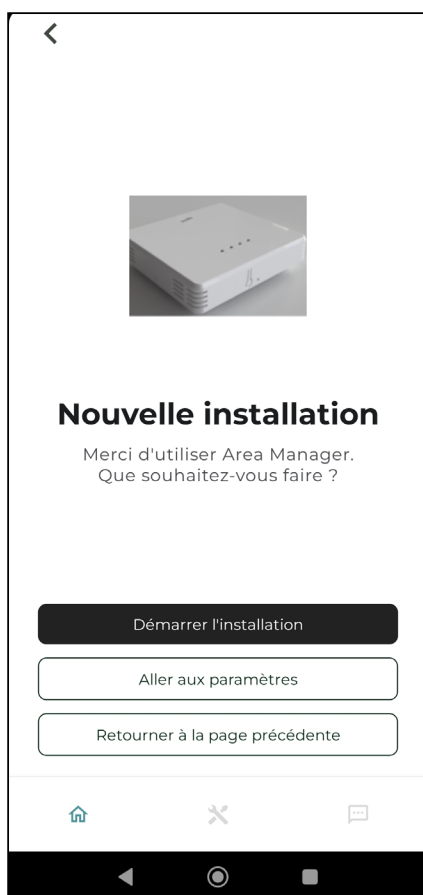 Nouvelle installation
Merci d'utiliser Area Manager.
Que souhaitez-vous faire ?
Démarrer l'installation
Aller aux paramètres
Retourner à la page précédente